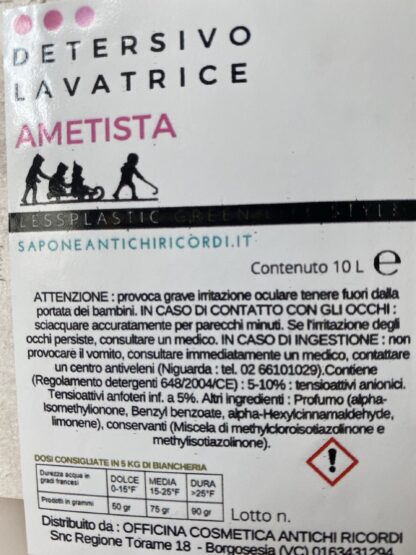 DETERSIVO
LAVATRICE
AMETISTA
LESSPLASTIC GREEN
SAPONEANTICHIRICORDI.IT
Contenuto 10 L e
ATTENZIONE : provoca grave irritazione oculare tenere fuori dalla
portata dei bambini. IN CASO DI CONTATTO CON GLI OCCHI :
sciacquare accuratamente per parecchi minuti. Se l'irritazione degli
occhi persiste, consultare un medico. IN CASO DI INGESTIONE : non
provocare il vomito, consultare immediatamente un medico, contattare
un centro antiveleni (Niguarda : tel. 02 66101029).Contiene
(Regolamento detergenti 648/2004/CE) : 5-10% : tensioattivi anionici.
Tensioattivi anfoteri inf. a 5%. Altri ingredienti : Profumo (alpha-
Isomethylionone, Benzyl benzoate, alpha-Hexylcinnamaldehyde,
limonene), conservanti (Miscela di methylcloroisotiazolinone e
methylisotiazolinone).
DOSI CONSIGLIATE IN 5 KG DI BIANCHERIA
Durezza acqua in gradi francesi DOLCE 0-15°F MEDIA 15-25°F DURA >25°F
Prodotti in grammi 50 gr 75 gr 90 gr
Lotto n.
Distribuito da : OFFICINA COSMETICA ANTICHI RICORDI
Snc Regione Torame 18 - Borgosesia (VC) 0163431294